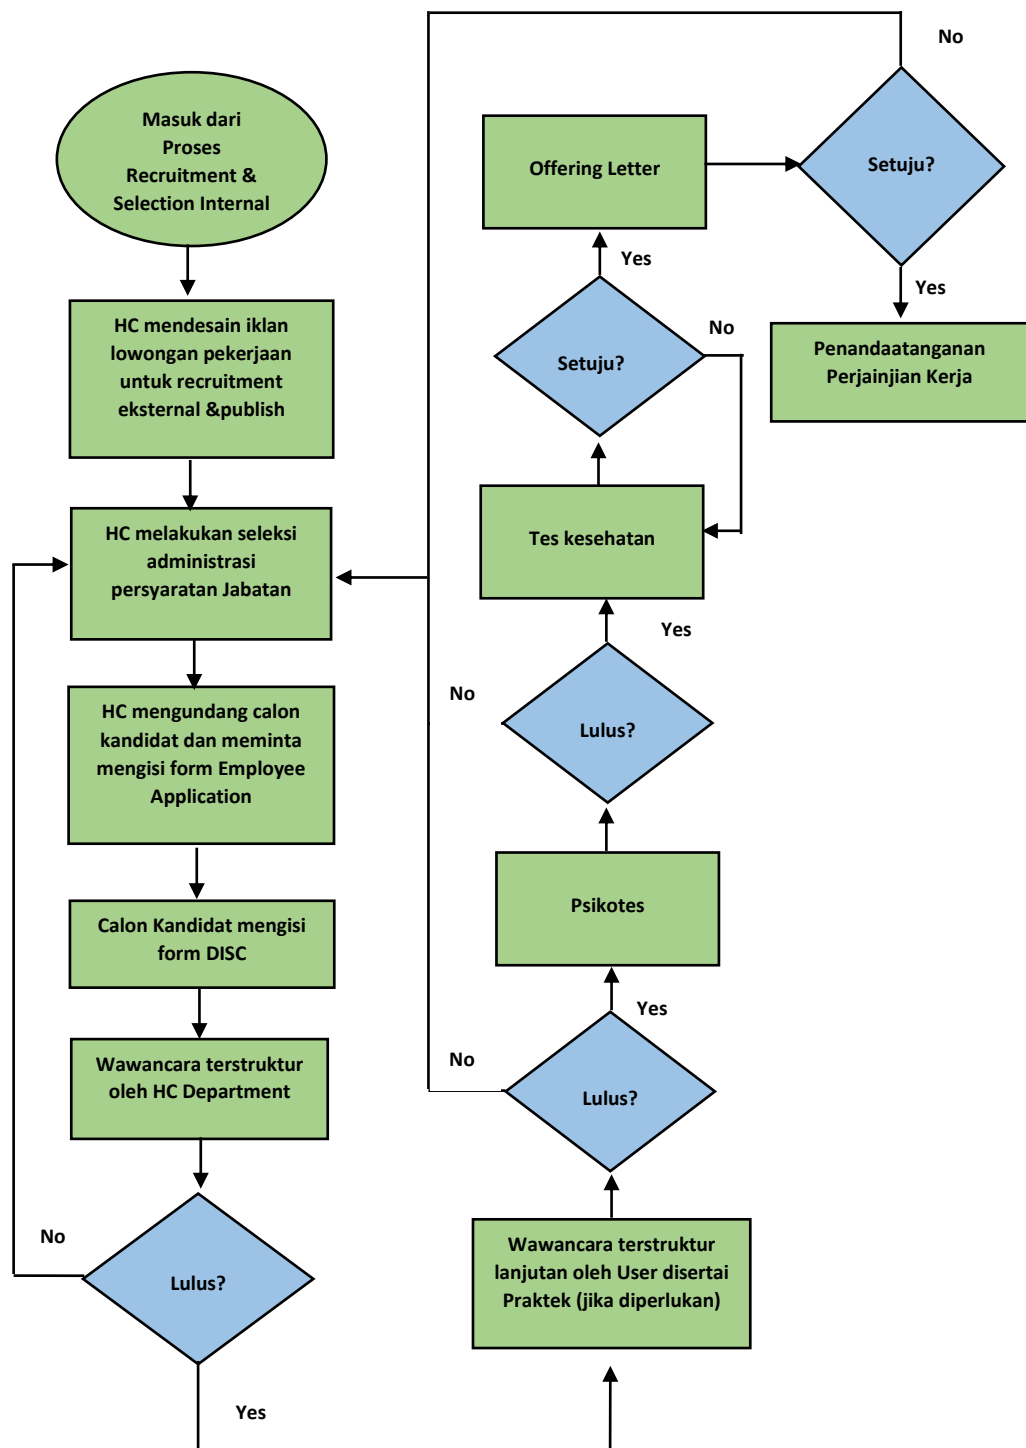 Masuk dari
Proses
Recruitment &
Selection Internal
HC mendesain iklan
lowongan pekerjaan
untuk recruitment
eksternal &publish
HC melakukan seleksi
administrasi
persyaratan Jabatan
HC mengundang calon
kandidat dan meminta
mengisi form Employee
Application
Calon Kandidat mengisi
form DISC
Wawancara terstruktur
oleh HC Department
No
Lulus?
Yes
Wawancara terstruktur
lanjutan oleh User disertai
Praktek (jika diperlukan)
No
Lulus?
Yes
Psikotes
No
Lulus?
Yes
Tes kesehatan
Setuju?
No
Yes
Offering Letter
No
Setuju?
Yes
Penandaatanganan
Perjainjian Kerja